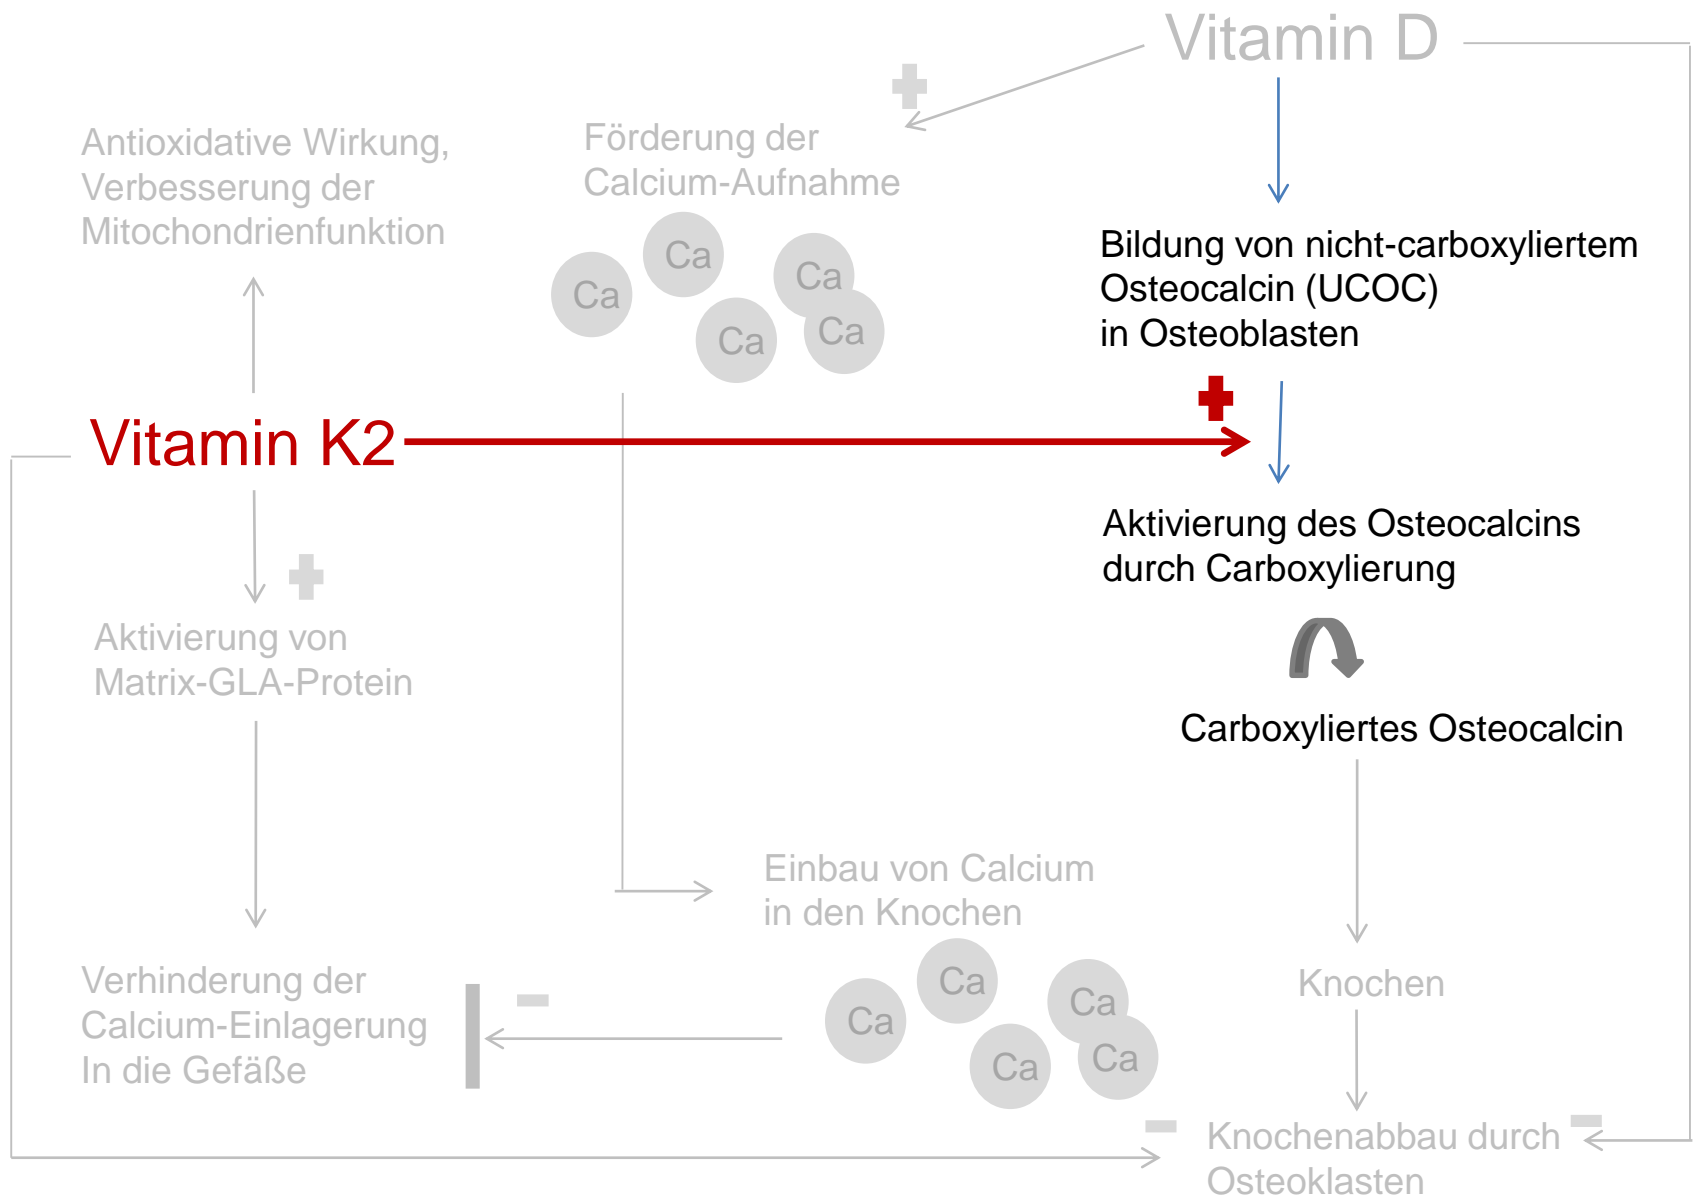 Vitamin D
Antioxidative Wirkung,
Verbesserung der
Mitochondrienfunktion
Förderung der
Calcium-Aufnahme
Ca
Ca
Ca
Ca
Ca
Bildung von nicht-carboxyliertem
Osteocalcin (UCOC)
in Osteoblasten
Vitamin K2
Aktivierung des Osteocalcins
durch Carboxylierung
Aktivierung von
Matrix-GLA-Protein
Carboxyliertes Osteocalcin
Einbau von Calcium
in den Knochen
Ca
Ca
Ca
Ca
Ca
Knochen
Verhinderung der
Calcium-Einlagerung
In die Gefäße
Knochenabbau durch
Osteoklasten